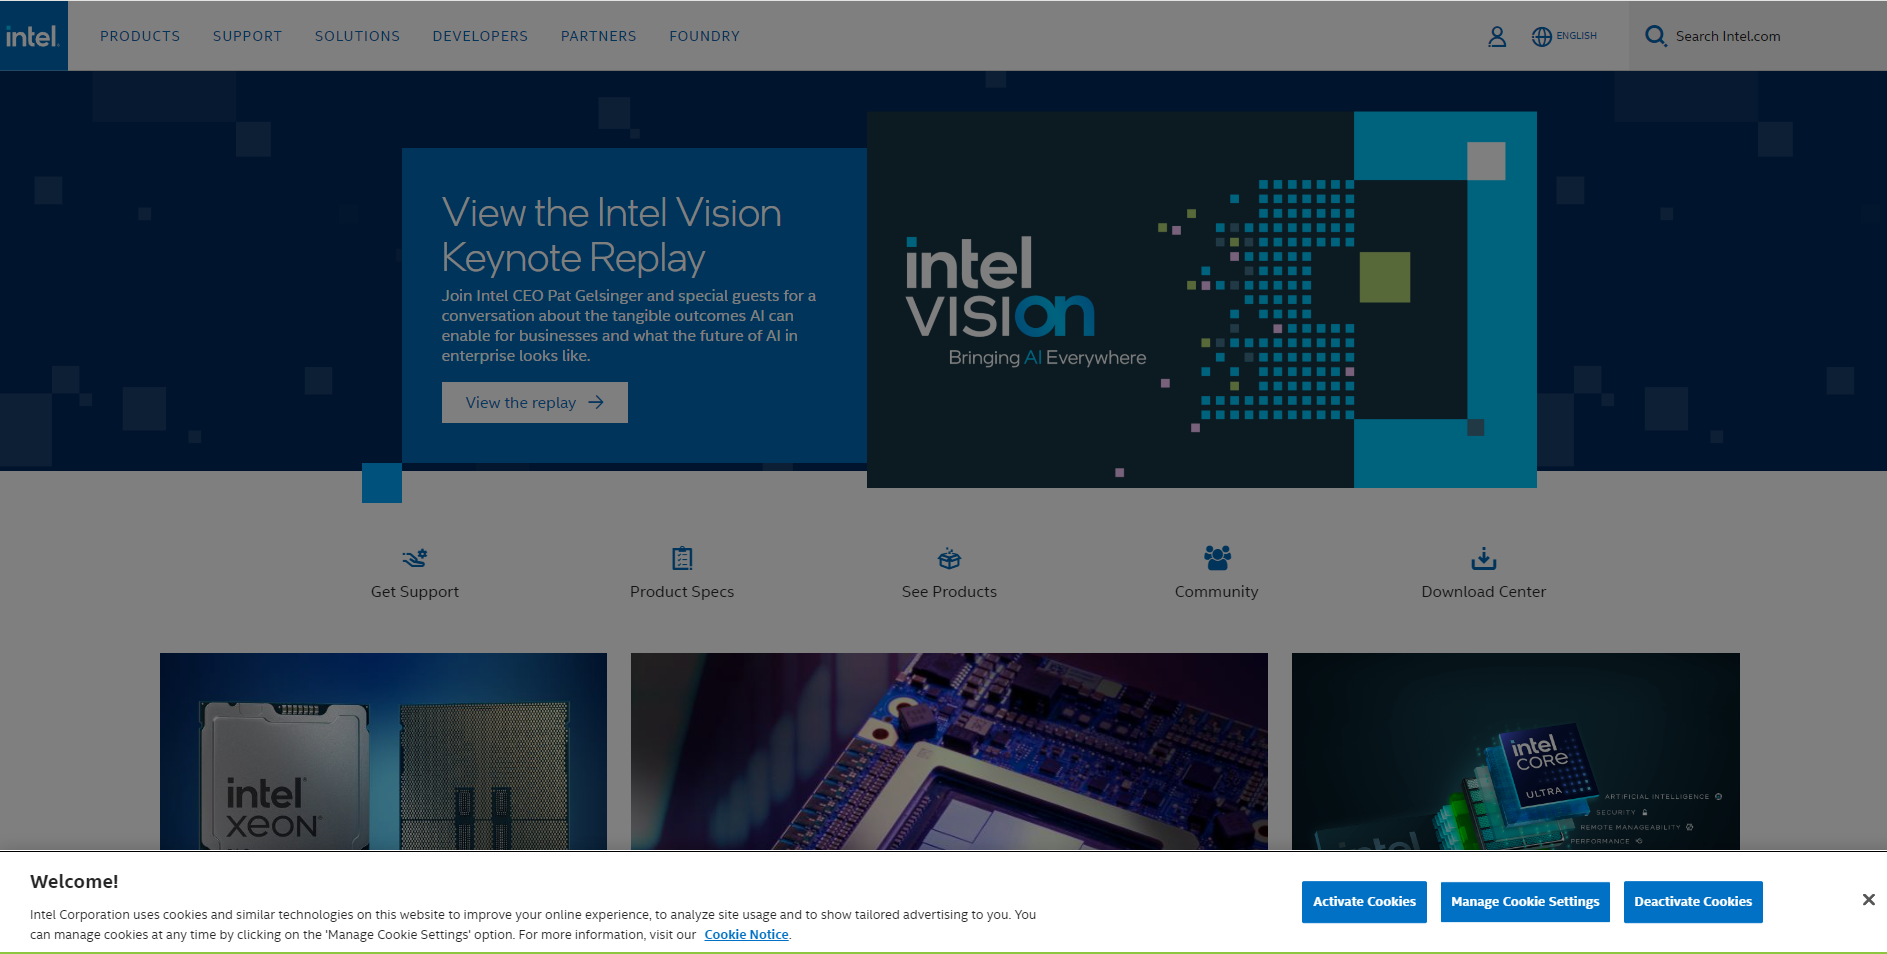 intel.
PRODUCTS
SUPPORT
SOLUTIONS
DEVELOPERS
PARTNERS
FOUNDRY
ENGLISH
Search Intel.com
View the Intel Vision
Keynote Replay
Join Intel CEO Pat Gelsinger and special guests for a
conversation about the tangible outcomes AI can
enable for businesses and what the future of AI in
enterprise looks like.
View the replay
intel
VISION
Bringing AI Everywhere
Get Support
Product Specs
See Products
Community
Download Center
intel
XEON
intel
CORE
ULTRA
ARTIFICIAL INTELLIGENCE
SECURITY
REMOTE MANAGEABILITY
PERFORMANCE
intel
Welcome!
Intel Corporation uses cookies and similar technologies on this website to improve your online experience, to analyze site usage and to show tailored advertising to you. You
can manage cookies at any time by clicking on the 'Manage Cookie Settings' option. For more information, visit our Cookie Notice.
Activate Cookies
Manage Cookie Settings
Deactivate Cookies